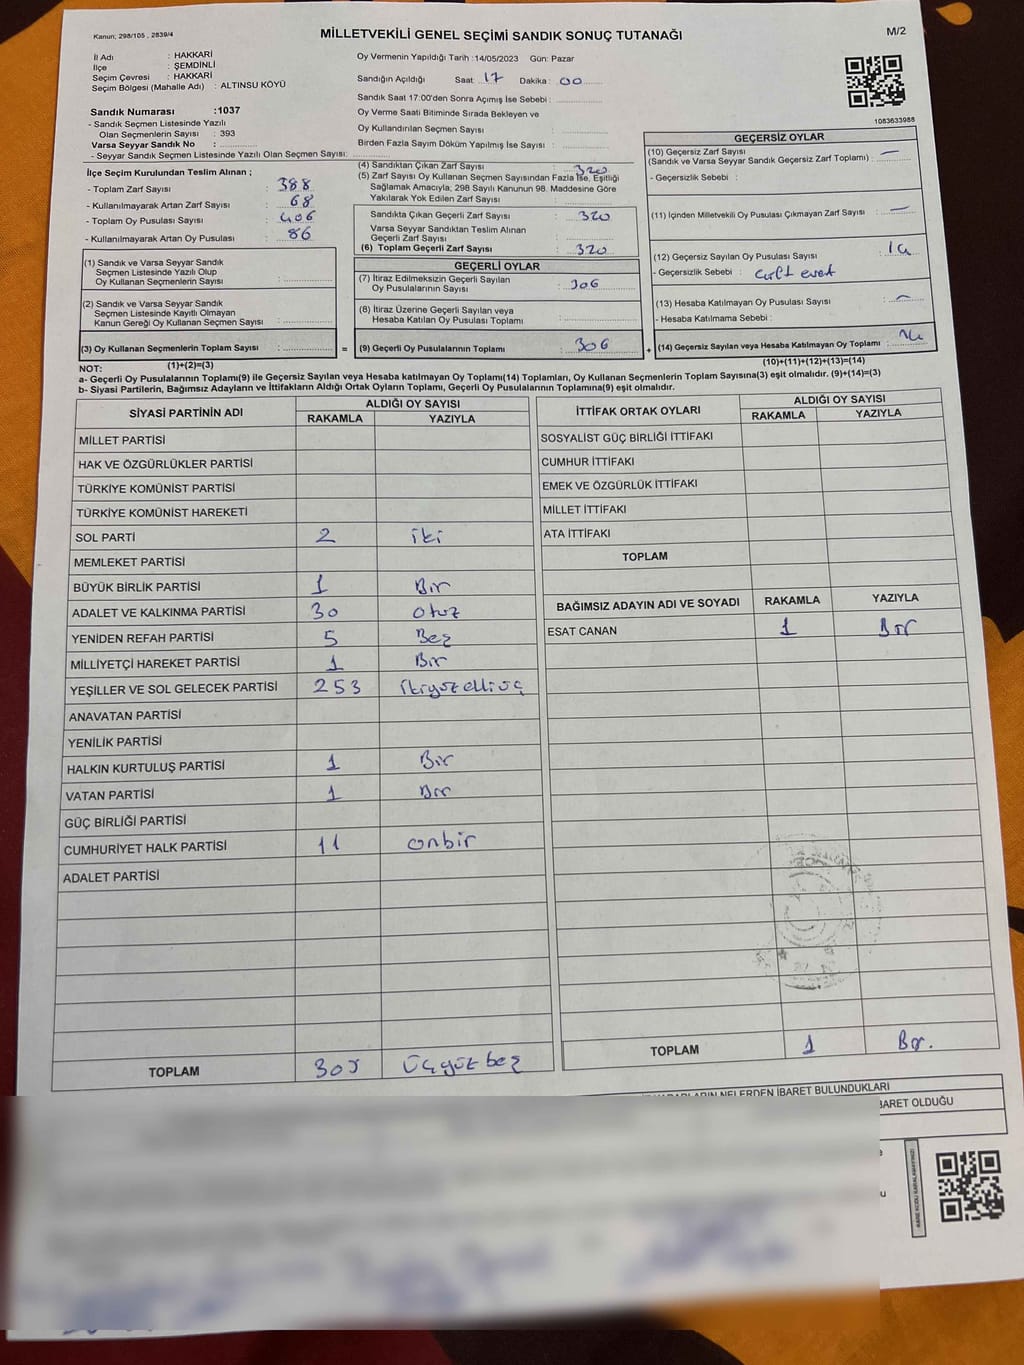 Kanun; 298/105 , 2839/4
MİLLETVEKİLİ GENEL SEÇİMİ SANDIK SONUÇ TUTANAĞI
M/2
İl Adı : HAKKARİ
İlçe : ŞEMDİNLİ
Seçim Çevresi : HAKKARİ
Seçim Bölgesi (Mahalle Adı) : ALTINSU KÖYÜ
Sandık Numarası :1037
- Sandık Seçmen Listesinde Yazılı
Olan Seçmenlerin Sayısı : 393
Varsa Seyyar Sandık No :
- Seyyar Sandık Seçmen Listesinde Yazılı Olan Seçmen Sayısı:
Oy Vermenin Yapıldığı Tarih :14/05/2023 Gün: Pazar
Sandığın Açıldığı Saat : 17 Dakika : 00
Sandık Saat 17:00'den Sonra Açımış İse Sebebi :
Oy Verme Saati Bitiminde Sırada Bekleyen ve
Oy Kullandırılan Seçmen Sayısı :
Birden Fazla Sayım Döküm Yapılmış İse Sayısı :
1083633988
İlçe Seçim Kurulundan Teslim Alınan ;
- Toplam Zarf Sayısı : 388
- Kullanılmayarak Artan Zarf Sayısı : 68
- Toplam Oy Pusulası Sayısı : 406
- Kullanılmayarak Artan Oy Pusulası : 86
(1) Sandık ve Varsa Seyyar Sandık
Seçmen Listesinde Yazılı Olup
Oy Kullanan Seçmen Sayısı :
(2) Sandık ve Varsa Seyyar Sandık
Seçmen Listesinde Kayıtlı Olmayan
Kanun Gereği Oy Kullanan Seçmen Sayısı :
(3) Oy Kullanan Seçmenlerin Toplam Sayısı :
(4) Sandıktan Çıkan Zarf Sayısı : 320
(5) Zarf Sayısı Oy Kullanan Seçmen Sayısından Fazla İse, Eşitliği
Sağlamak Amacıyla; 298 Sayılı Kanunun 98. Maddesine Göre
Yakılarak Yok Edilen Zarf Sayısı :
Sandıkta Çıkan Geçerli Zarf Sayısı : 320
Varsa Seyyar Sandıktan Teslim Alınan
Geçerli Zarf Sayısı :
(6) Toplam Geçerli Zarf Sayısı : 320
GEÇERLİ OYLAR
(7) İtiraz Edilmeksizin Geçerli Sayılan
Oy Pusulalarının Sayısı : 306
(8) İtiraz Üzerine Geçerli Sayılan veya
Hesaba Katılan Oy Pusulası Toplamı :
= (9) Geçerli Oy Pusulalarının Toplamı : 306 +
GEÇERSİZ OYLAR
(10) Geçersiz Zarf Sayısı : —
(Sandık ve Varsa Seyyar Sandık Geçersiz Zarf Toplamı)
- Geçersizlik Sebebi :
(11) İçinden Milletvekili Oy Pusulası Çıkmayan Zarf Sayısı : —
(12) Geçersiz Sayılan Oy Pusulası Sayısı : 14
- Geçersizlik Sebebi : çift evet
(13) Hesaba Katılmayan Oy Pusulası Sayısı : —
- Hesaba Katılmama Sebebi :
(14) Geçersiz Sayılan veya Hesaba Katılmayan Oy Toplamı : 14
NOT: (1)+(2)=(3)
(10)+(11)+(12)+(13)=(14)
a- Geçerli Oy Pusulalarının Toplamı(9) ile Geçersiz Sayılan veya Hesaba Katılmayan Oy Toplamı(14) Toplamları, Oy Kullanan Seçmenlerin Toplam Sayısına(3) eşit olmalıdır. (9)+(14)=(3)
b- Siyasi Partilerin, Bağımsız Adayların ve İttifakların Aldığı Ortak Oyların Toplamı, Geçerli Oy Pusulalarının Toplamına(9) eşit olmalıdır.
SİYASİ PARTİNİN ADI ALDIĞI OY SAYISI
RAKAMLA YAZIYLA
MİLLET PARTİSİ
HAK VE ÖZGÜRLÜKLER PARTİSİ
TÜRKİYE KOMÜNİST PARTİSİ
TÜRKİYE KOMÜNİST HAREKETİ
SOL PARTİ 2 iki
MEMLEKET PARTİSİ
BÜYÜK BİRLİK PARTİSİ 1 Bir
ADALET VE KALKINMA PARTİSİ 30 otuz
YENİDEN REFAH PARTİSİ 5 Beş
MİLLİYETÇİ HAREKET PARTİSİ 1 Bir
YEŞİLLER VE SOL GELECEK PARTİSİ 253 ikiyüzelliüç
ANAVATAN PARTİSİ
YENİLİK PARTİSİ
HALKIN KURTULUŞ PARTİSİ 1 Bir
VATAN PARTİSİ 1 Bir
GÜÇ BİRLİĞİ PARTİSİ
CUMHURİYET HALK PARTİSİ 11 onbir
ADALET PARTİSİ
TOPLAM 305 üçyüz beş
İTTİFAK ORTAK OYLARI ALDIĞI OY SAYISI
RAKAMLA YAZIYLA
SOSYALİST GÜÇ BİRLİĞİ İTTİFAKI
CUMHUR İTTİFAKI
EMEK VE ÖZGÜRLÜK İTTİFAKI
MİLLET İTTİFAKI
ATA İTTİFAKI
TOPLAM
BAĞIMSIZ ADAYIN ADI VE SOYADI RAKAMLA YAZIYLA
ESAT CANAN 1 Bir
TOPLAM 1 Bir.
NELERDEN İBARET BULUNDUKLARI
BARET OLDUĞU